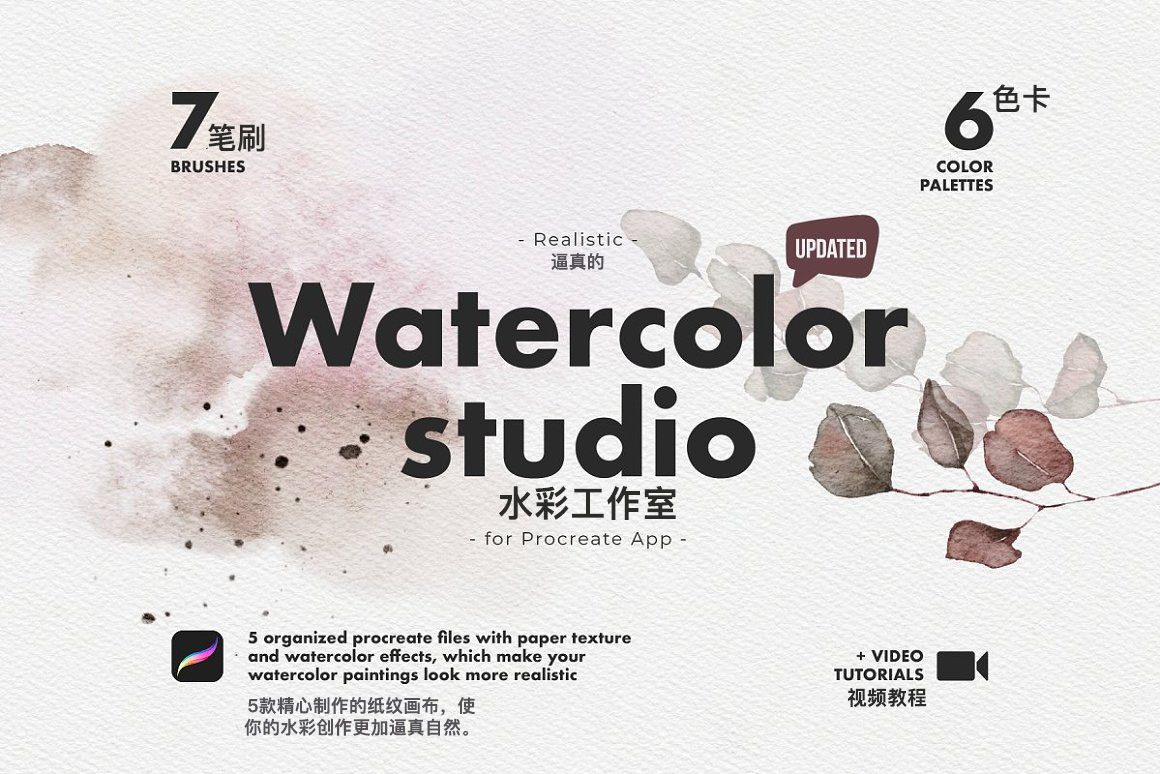 7笔刷
BRUSHES
6色卡
COLOR
PALETTES
- Realistic -
逼真的
UPDATED
Watercolor
studio
水彩工作室
- for Procreate App -
5 organized procreate files with paper texture
and watercolor effects, which make your
watercolor paintings look more realistic
5款精心制作的纸纹画布，使
你的水彩创作更加逼真自然。
+ VIDEO
TUTORIALS
视频教程